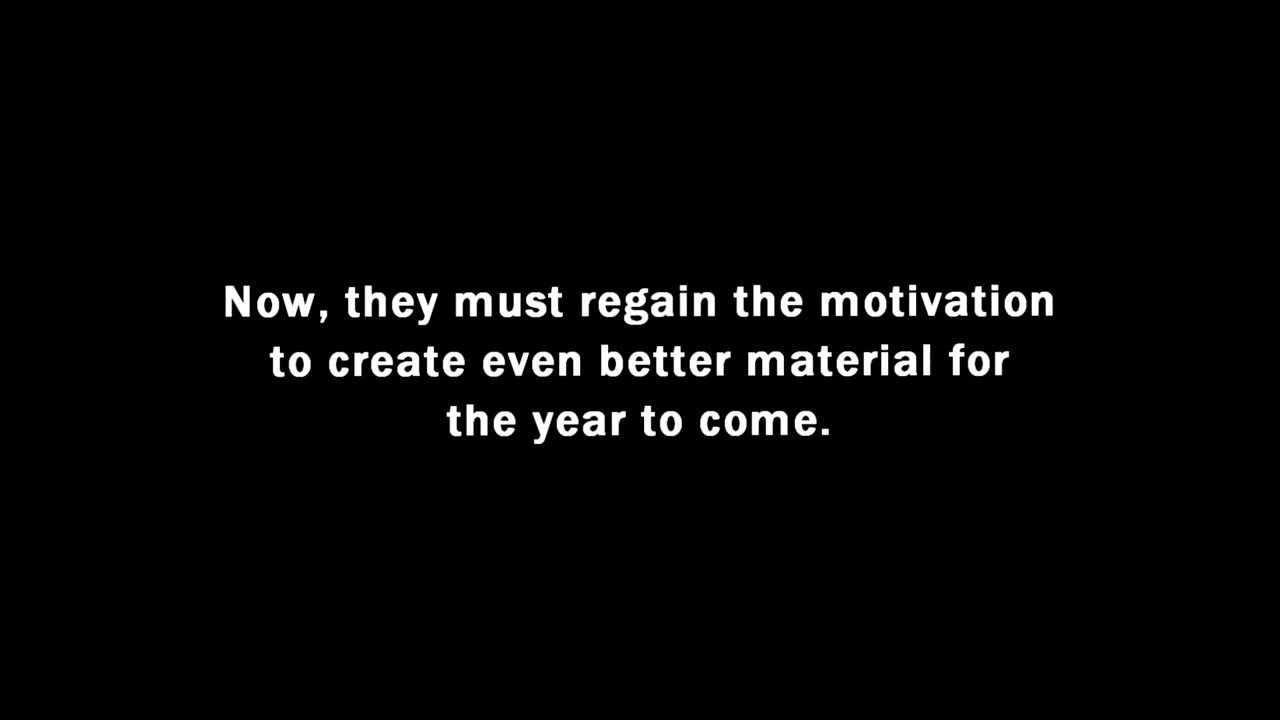 Now, they must regain the motivation
to create even better material for
the year to come.